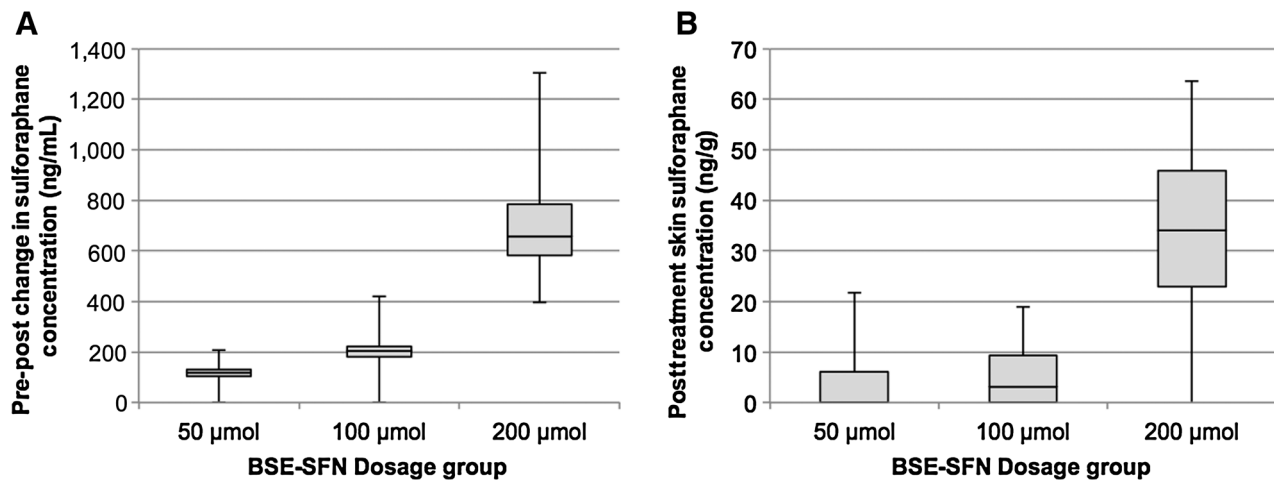 A
Pre-post change in sulforaphane
concentration (ng/mL)
1,400
1,200
1,000
800
600
400
200
0
50 µmol 100 µmol 200 µmol
BSE-SFN Dosage group
B
Posttreatment skin sulforaphane
concentration (ng/g)
70
60
50
40
30
20
10
0
50 µmol 100 µmol 200 µmol
BSE-SFN Dosage group